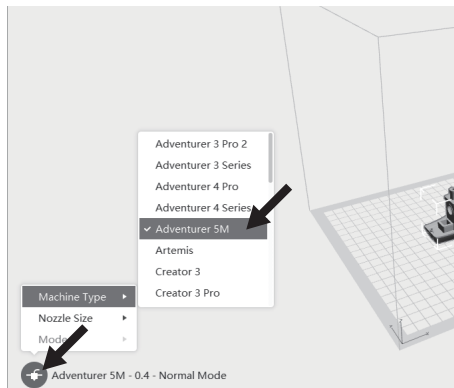 Adventurer 3 Pro 2
Adventurer 3 Series
Adventurer 4 Pro
Adventurer 4 Series
Adventurer 5M
Artemis
Creator 3
Creator 3 Pro
Machine Type
Nozzle Size
Mode
Adventurer 5M - 0.4 - Normal Mode